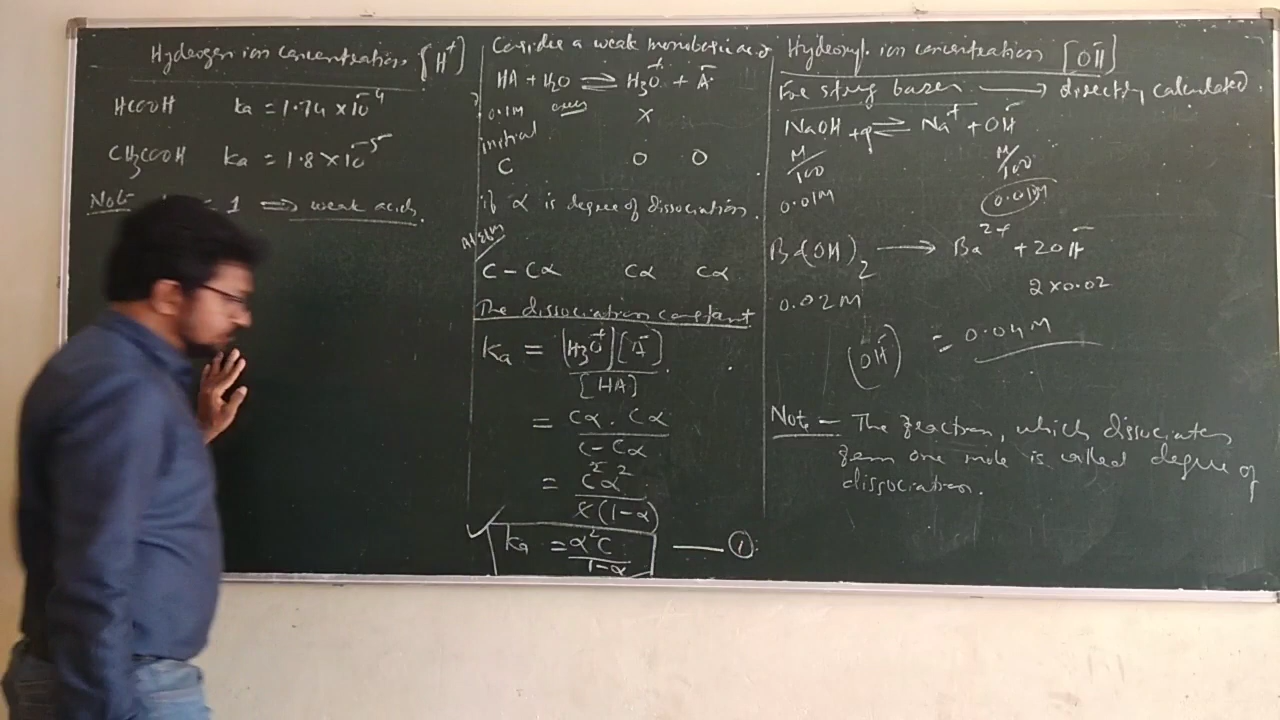 Hydrogen ion concentration [H⁺]
HCOOH Ka = 1.74 × 10⁻⁴
CH₃COOH Ka = 1.8 × 10⁻⁵
Note 1 ⇒ weak acids.
Consider a weak monobasic acid
HA + H₂O ⇌ H₃O⁺ + A⁻
0.1M x
initial
C 0 0
if α is degree of dissociation.
At eqm
C - Cα Cα Cα
The dissociation constant
Ka = [H₃O⁺][A⁻]
[HA]
= Cα . Cα
C - Cα
= C²α²
C(1-α)
Ka = α²C
1-α
①
Hydroxyl ion concentration [OH⁻]
For strong bases → directly calculated.
NaOH + aq ⇌ Na⁺ + OH⁻
M/100 M/100
0.01M 0.01M
Ba(OH)₂ → Ba²⁺ + 2OH⁻
0.02M 2 × 0.02
[OH⁻] = 0.04M
Note - The fraction, which dissociates
from one mole is called degree of
dissociation.